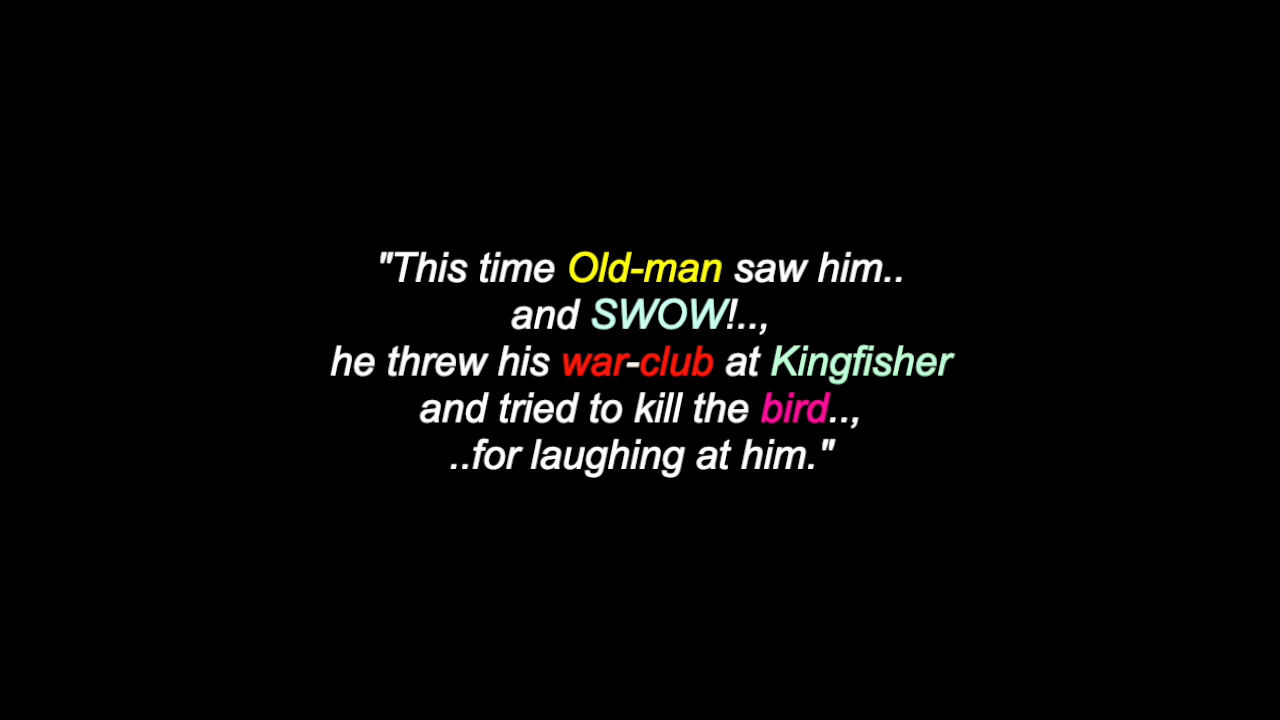 "This time Old-man saw him..
and SWOW!..,
he threw his war-club at Kingfisher
and tried to kill the bird..,
..for laughing at him."